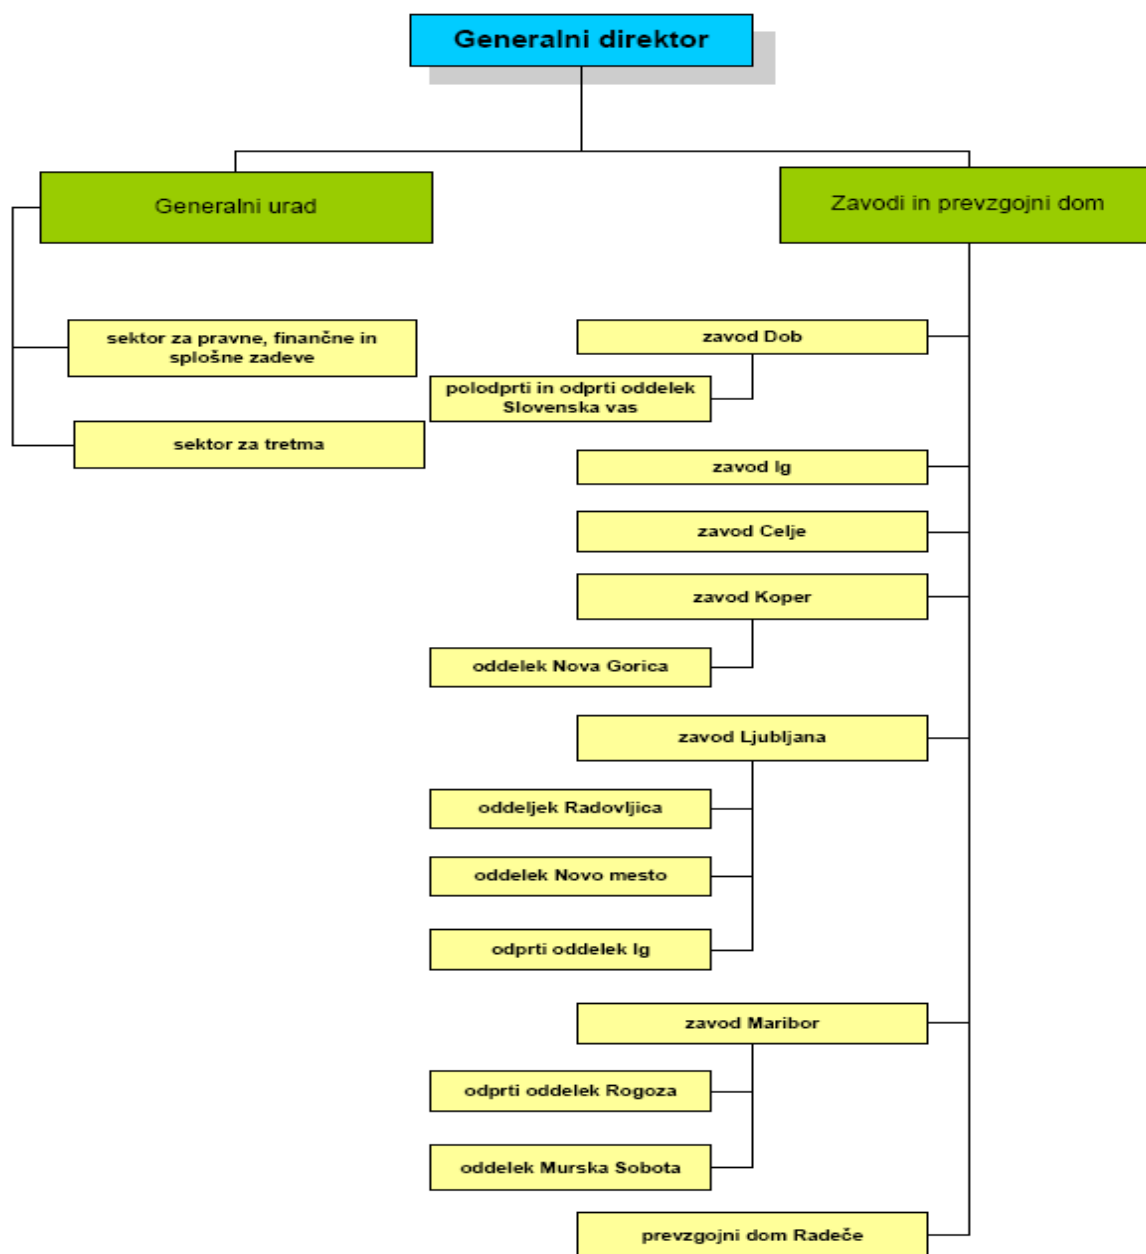 Generalni direktor
Generalni urad
Zavodi in prevzgojni dom
sektor za pravne, finančne in
splošne zadeve
sektor za tretma
zavod Dob
polodprti in odprti oddelek
Slovenska vas
zavod Ig
zavod Celje
zavod Koper
oddelek Nova Gorica
zavod Ljubljana
oddeljek Radovljica
oddelek Novo mesto
odprti oddelek Ig
zavod Maribor
odprti oddelek Rogoza
oddelek Murska Sobota
prevzgojni dom Radeče